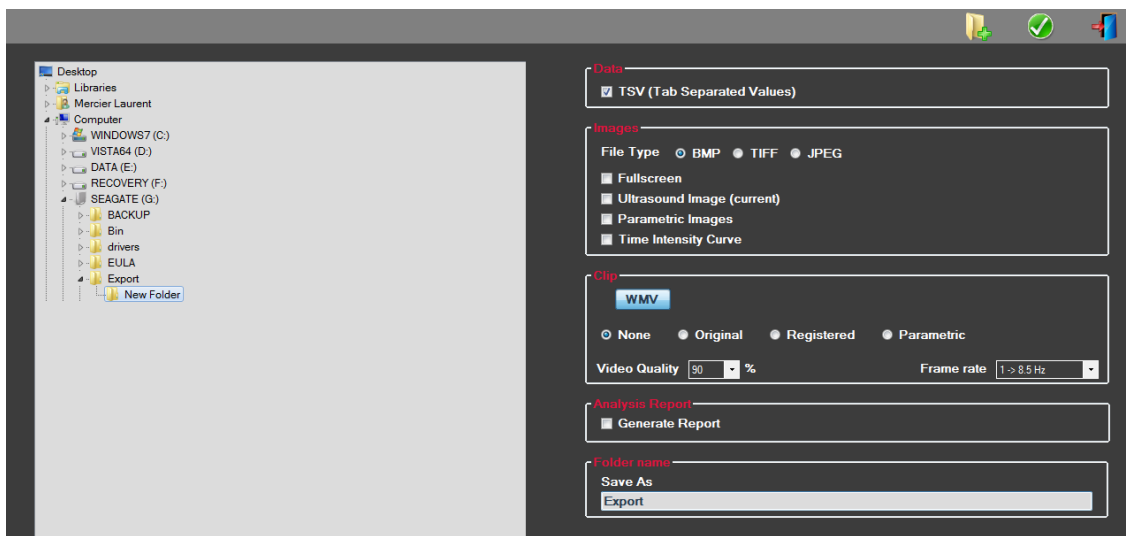 Desktop
Libraries
Mercier Laurent
Computer
WINDOWS7 (C:)
VISTA64 (D:)
DATA (E:)
RECOVERY (F:)
SEAGATE (G:)
BACKUP
Bin
drivers
EULA
Export
New Folder
Data
TSV (Tab Separated Values)
Images
File Type BMP TIFF JPEG
Fullscreen
Ultrasound Image (current)
Parametric Images
Time Intensity Curve
Clip
WMV
None Original Registered Parametric
Video Quality 90 % Frame rate 1 -> 8.5 Hz
Analysis Report
Generate Report
Folder name
Save As
Export